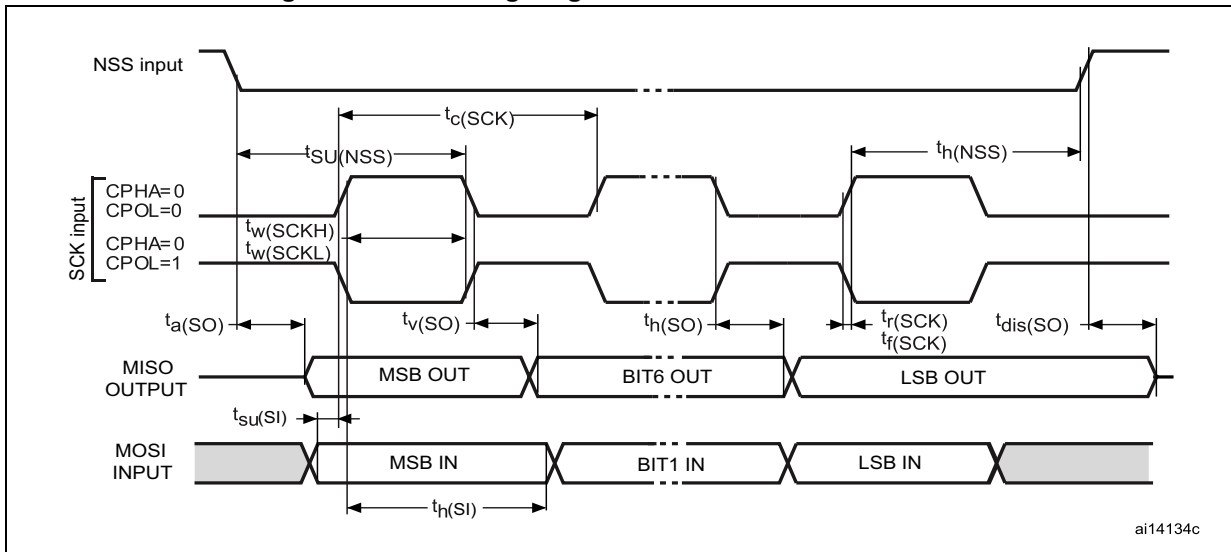 NSS input
tc(SCK)
tSU(NSS)
th(NSS)
SCK input
CPHA=0
CPOL=0
tw(SCKH)
CPHA=0
tw(SCKL)
CPOL=1
ta(SO)
tv(SO)
th(SO)
tr(SCK)
tf(SCK)
tdis(SO)
MISO
OUTPUT
MSB OUT
BIT6 OUT
LSB OUT
tsu(SI)
MOSI
INPUT
MSB IN
BIT1 IN
LSB IN
th(SI)
ai14134c